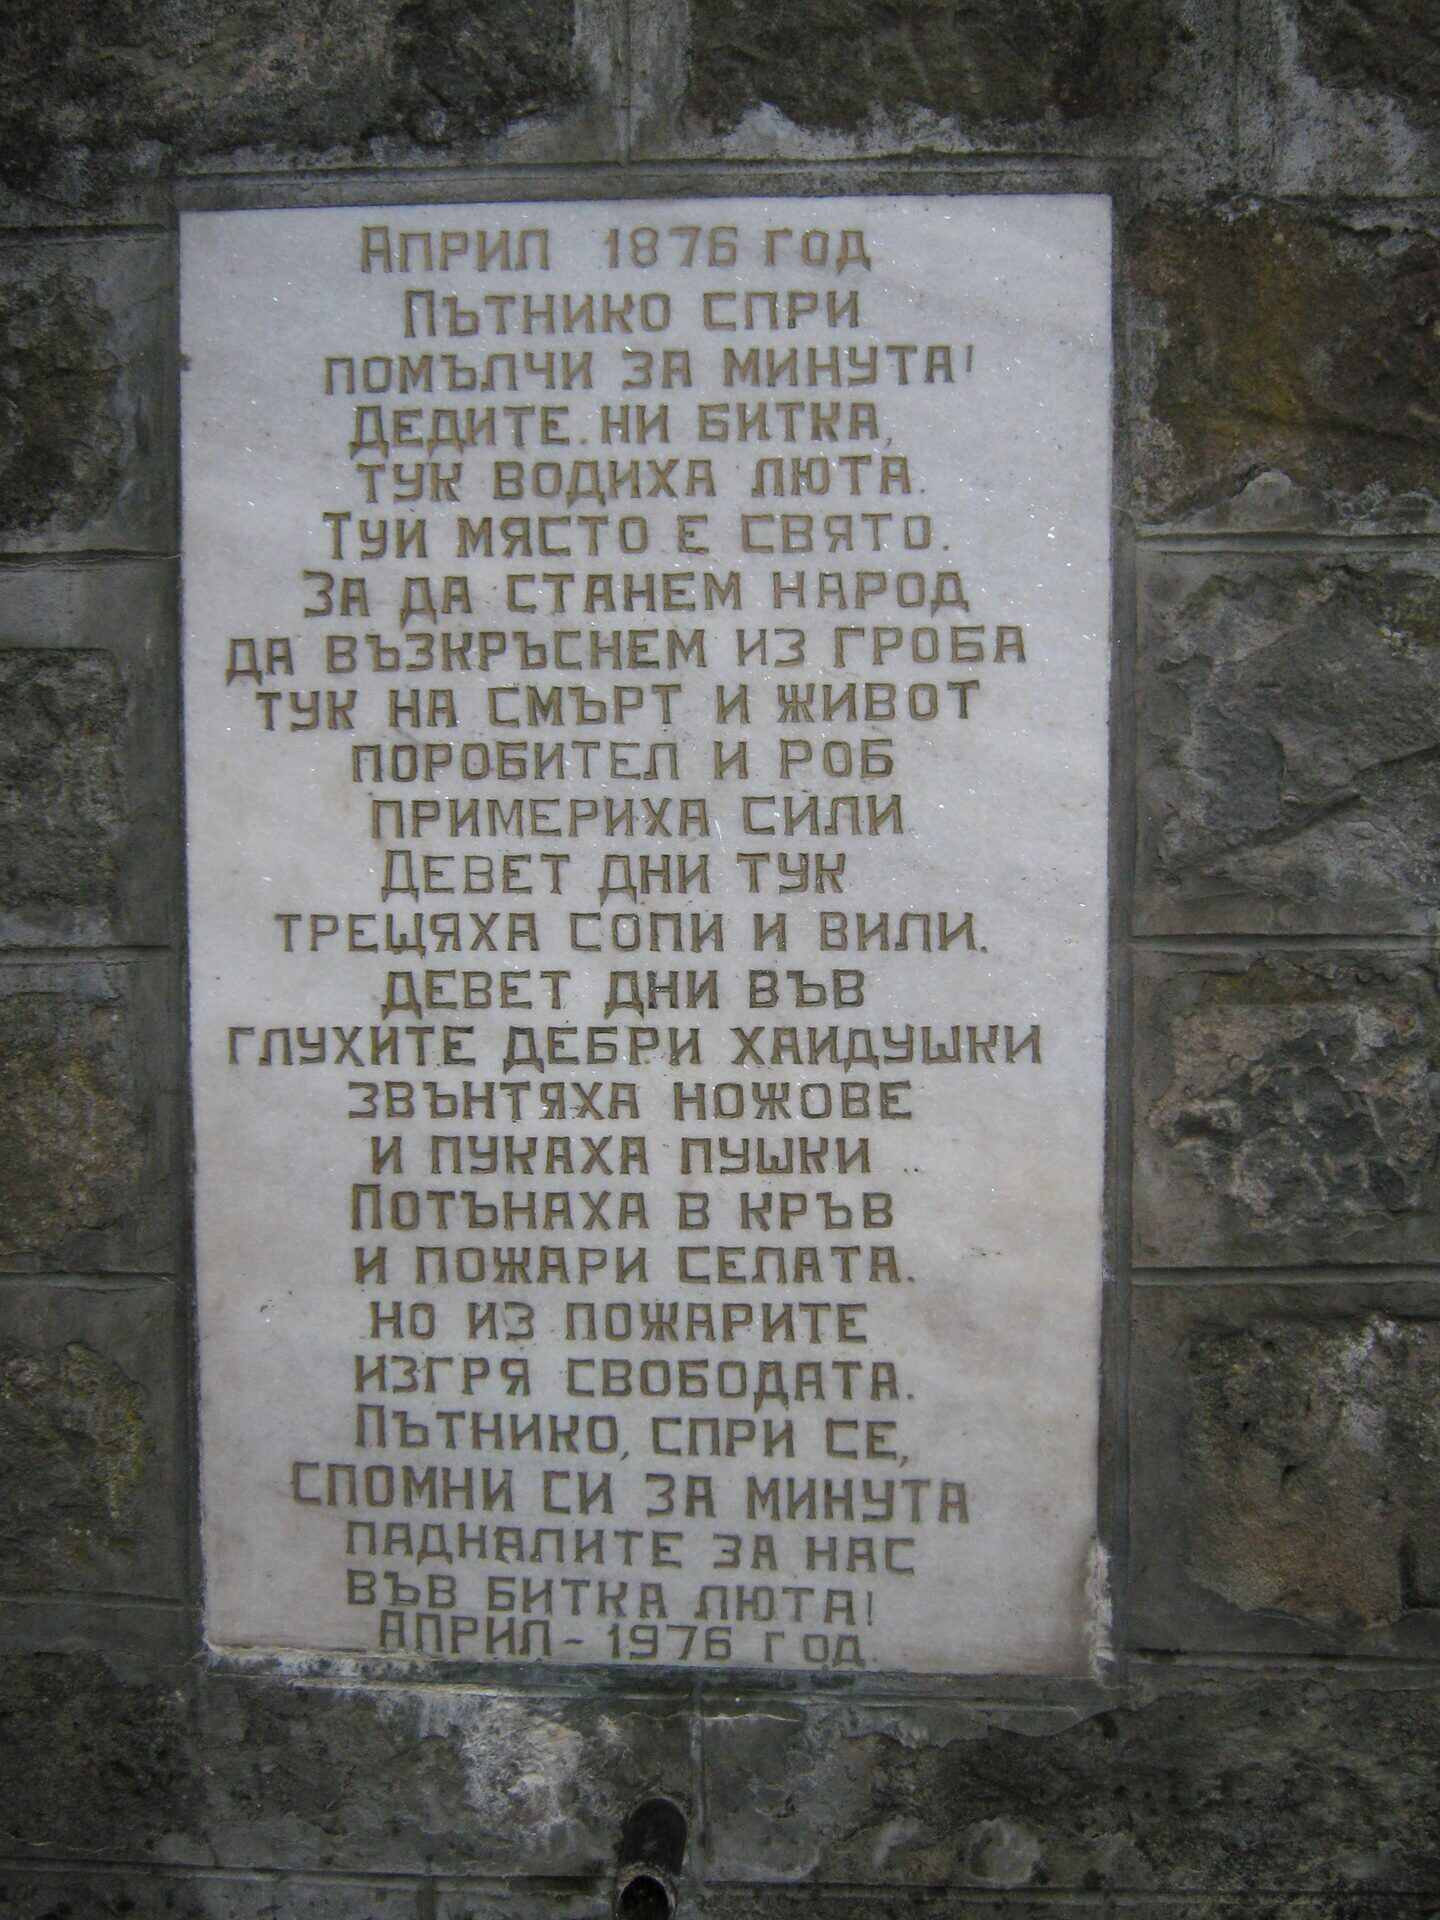 Април 1876 год
Пътнико спри
помълчи за минута!
Дедите.ни битка,
тук водиха люта.
Туи място е свято.
За да станем народ
да възкръснем из гроба
тук на смърт и живот
поробител и роб
примериха сили
Девет дни тук
трещяха сопи и вили.
Девет дни във
глухите дебри хаидушки
звънтяха ножове
и пукаха пушки
Потънаха в кръв
и пожари селата.
но из пожарите
изгря свободата.
Пътнико, спри се,
спомни си за минута
падналите за нас
във битка люта!
Април - 1976 год.